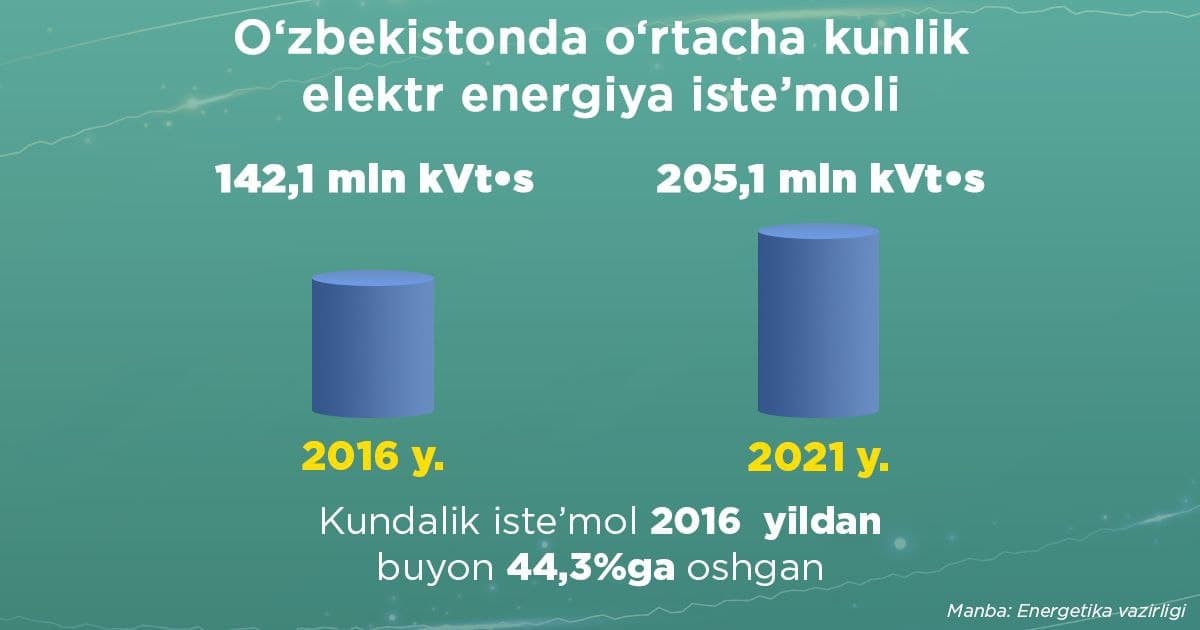 O‘zbekistonda o‘rtacha kunlik
elektr energiya iste’moli
142,1 mln kVt•s
205,1 mln kVt•s
2016 y.
2021 y.
Kundalik iste’mol 2016 yildan
buyon 44,3%ga oshgan
Manba: Energetika vazirligi